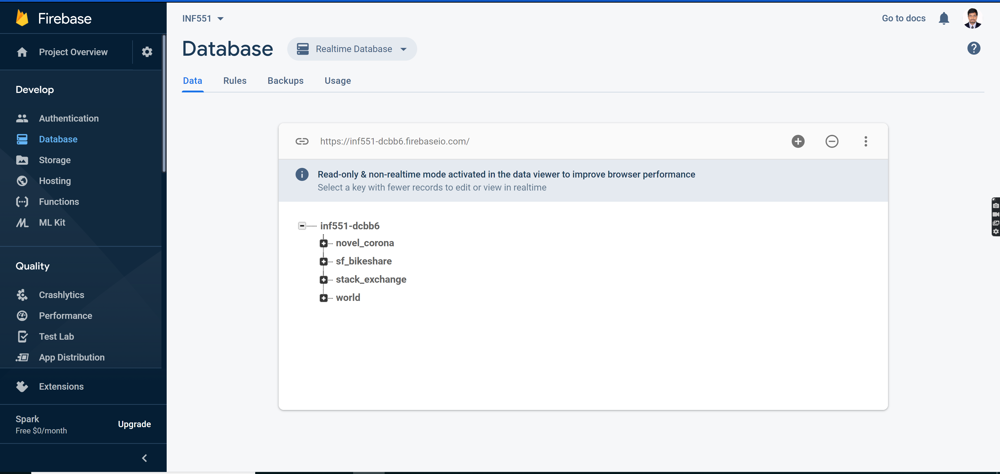 Firebase
Project Overview
Develop
Authentication
Database
Storage
Hosting
Functions
ML Kit
Quality
Crashlytics
Performance
Test Lab
App Distribution
Extensions
Spark
Free $0/month
Upgrade
INF551
Go to docs
Database
Realtime Database
Data
Rules
Backups
Usage
https://inf551-dcbb6.firebaseio.com/
Read-only & non-realtime mode activated in the data viewer to improve browser performance
Select a key with fewer records to edit or view in realtime
inf551-dcbb6
novel_corona
sf_bikeshare
stack_exchange
world